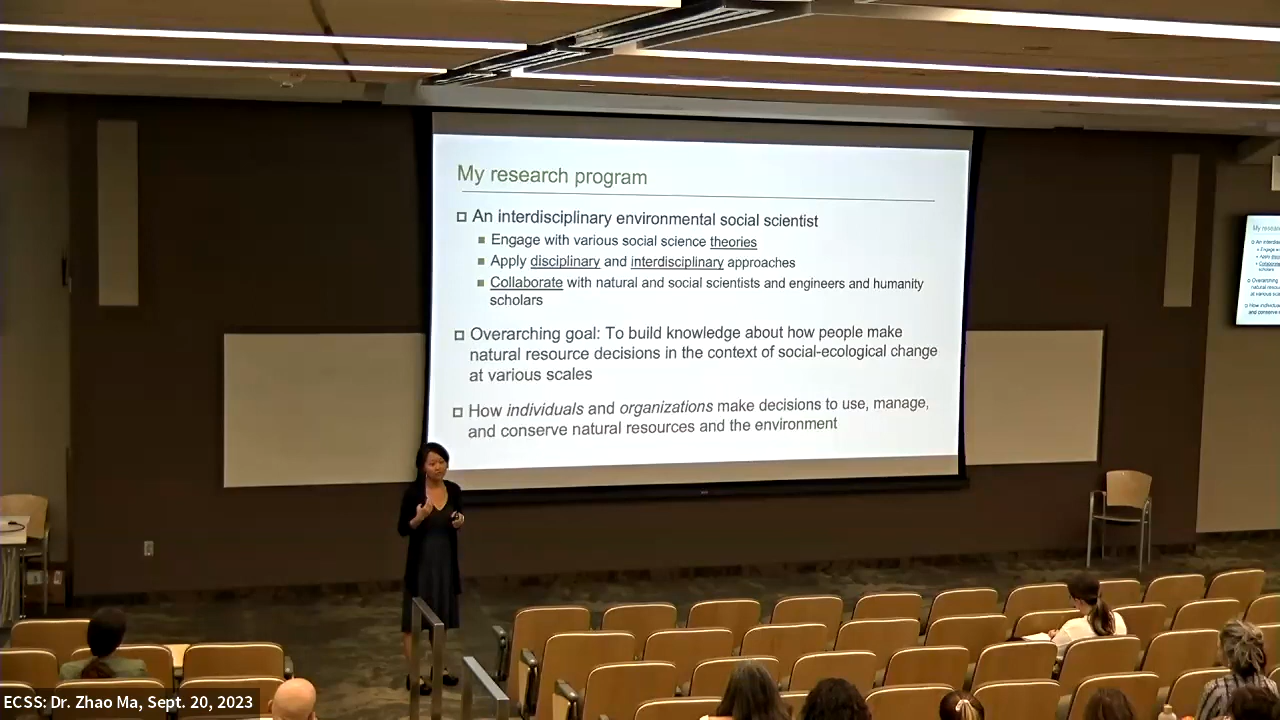 My research program
An interdisciplinary environmental social scientist
Engage with various social science theories
Apply disciplinary and interdisciplinary approaches
Collaborate with natural and social scientists and engineers and humanity
scholars
Overarching goal: To build knowledge about how people make
natural resource decisions in the context of social-ecological change
at various scales
How individuals and organizations make decisions to use, manage,
and conserve natural resources and the environment
ECSS: Dr. Zhao Ma, Sept. 20, 2023